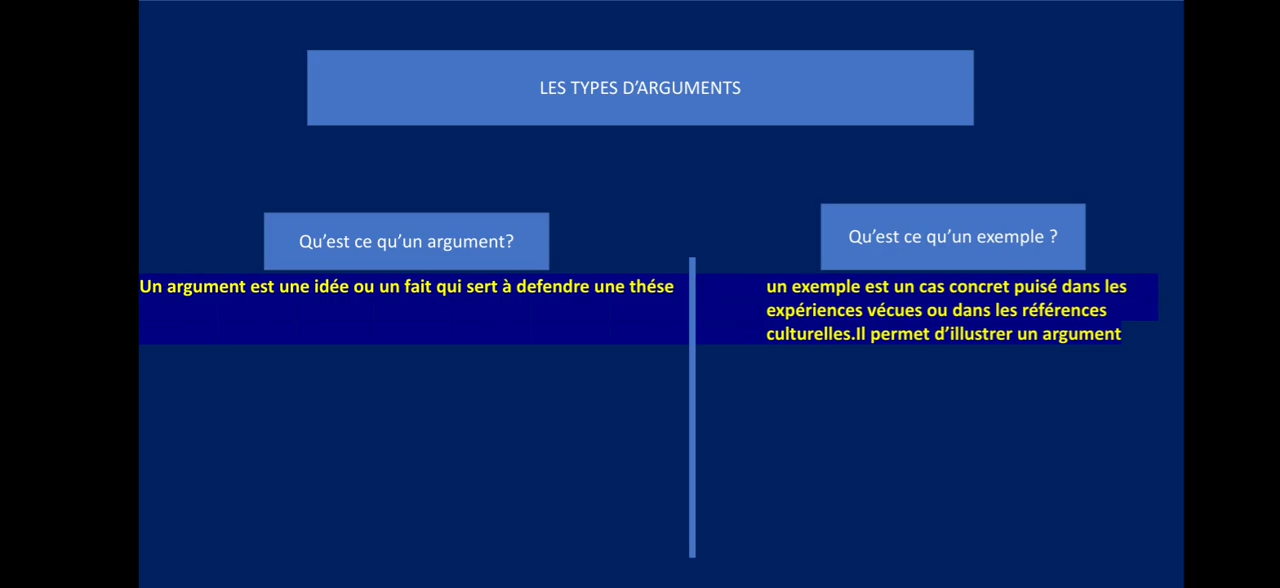 LES TYPES D’ARGUMENTS
Qu’est ce qu’un argument?
Un argument est une idée ou un fait qui sert à defendre une thése
Qu’est ce qu’un exemple ?
un exemple est un cas concret puisé dans les
expériences vécues ou dans les références
culturelles.Il permet d’illustrer un argument